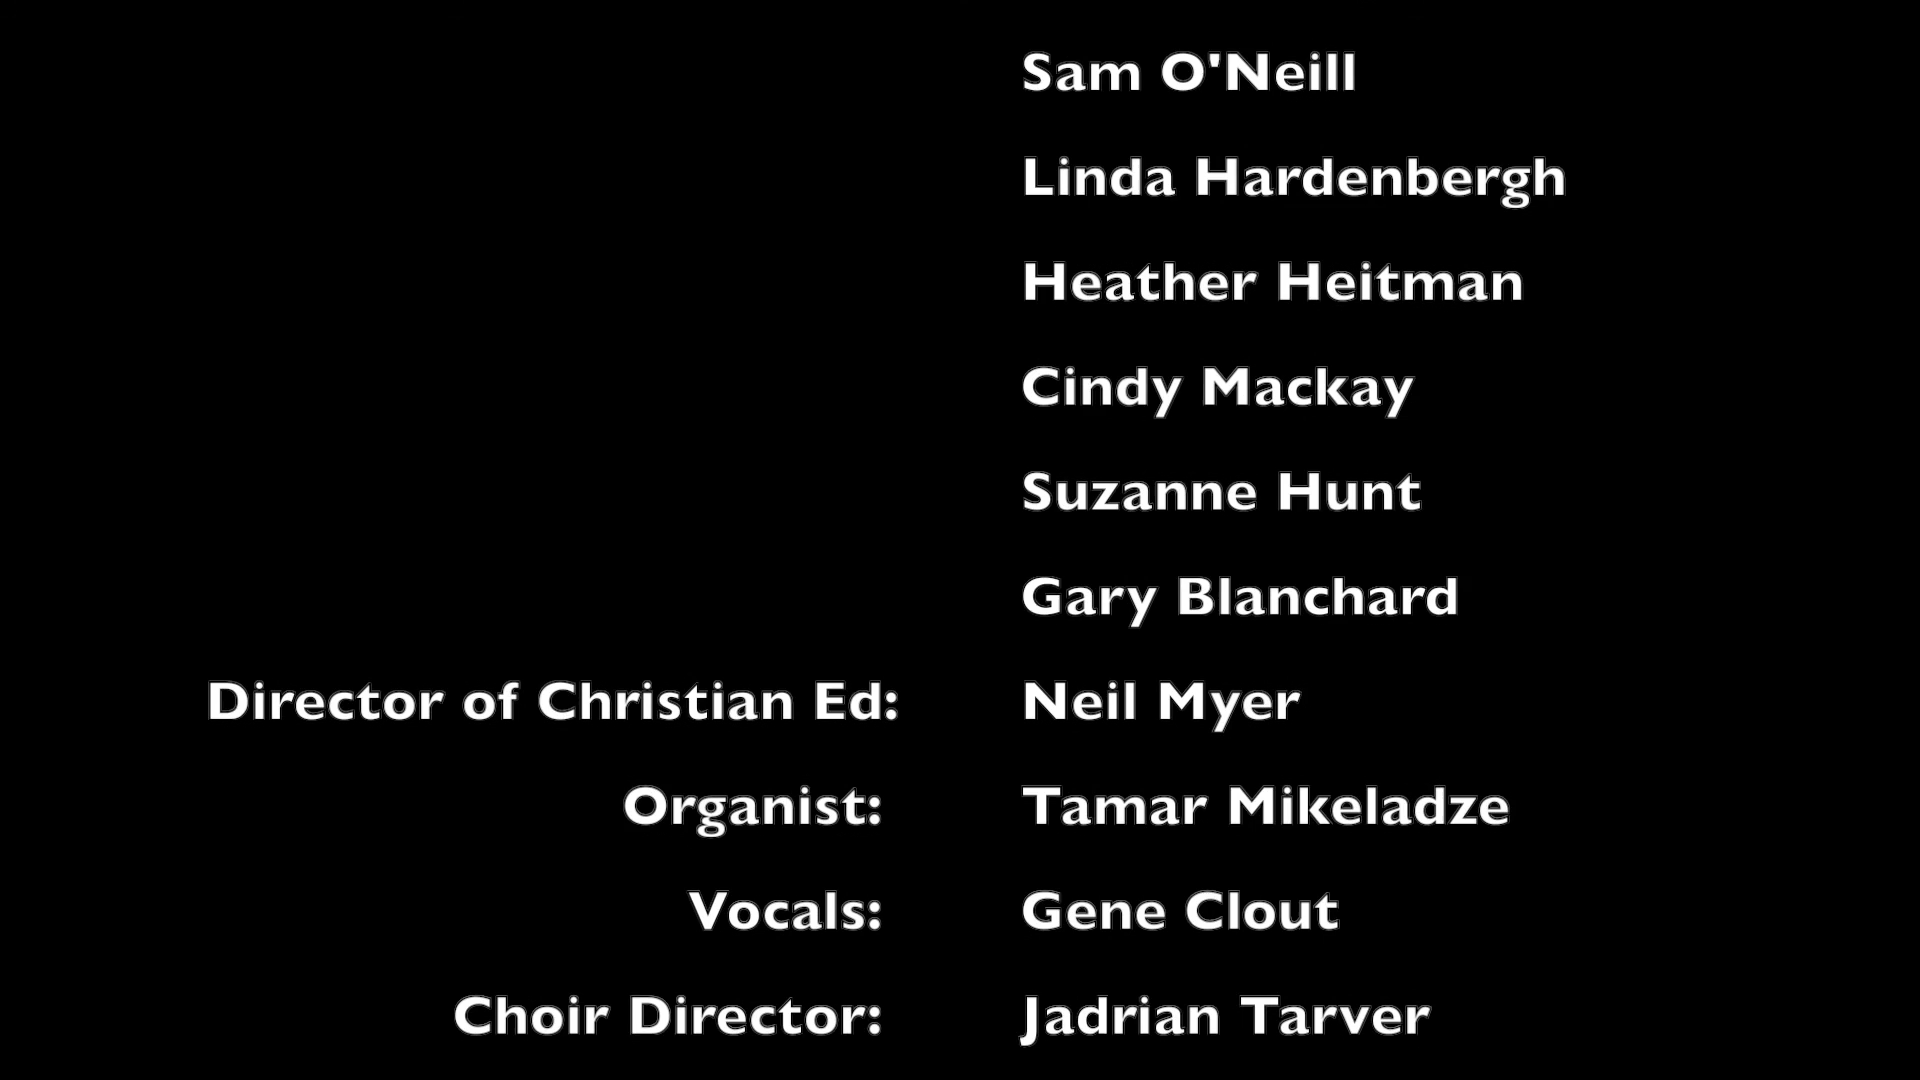 Sam O'Neill
Linda Hardenbergh
Heather Heitman
Cindy Mackay
Suzanne Hunt
Gary Blanchard
Director of Christian Ed: Neil Myer
Organist: Tamar Mikeladze
Vocals: Gene Clout
Choir Director: Jadrian Tarver